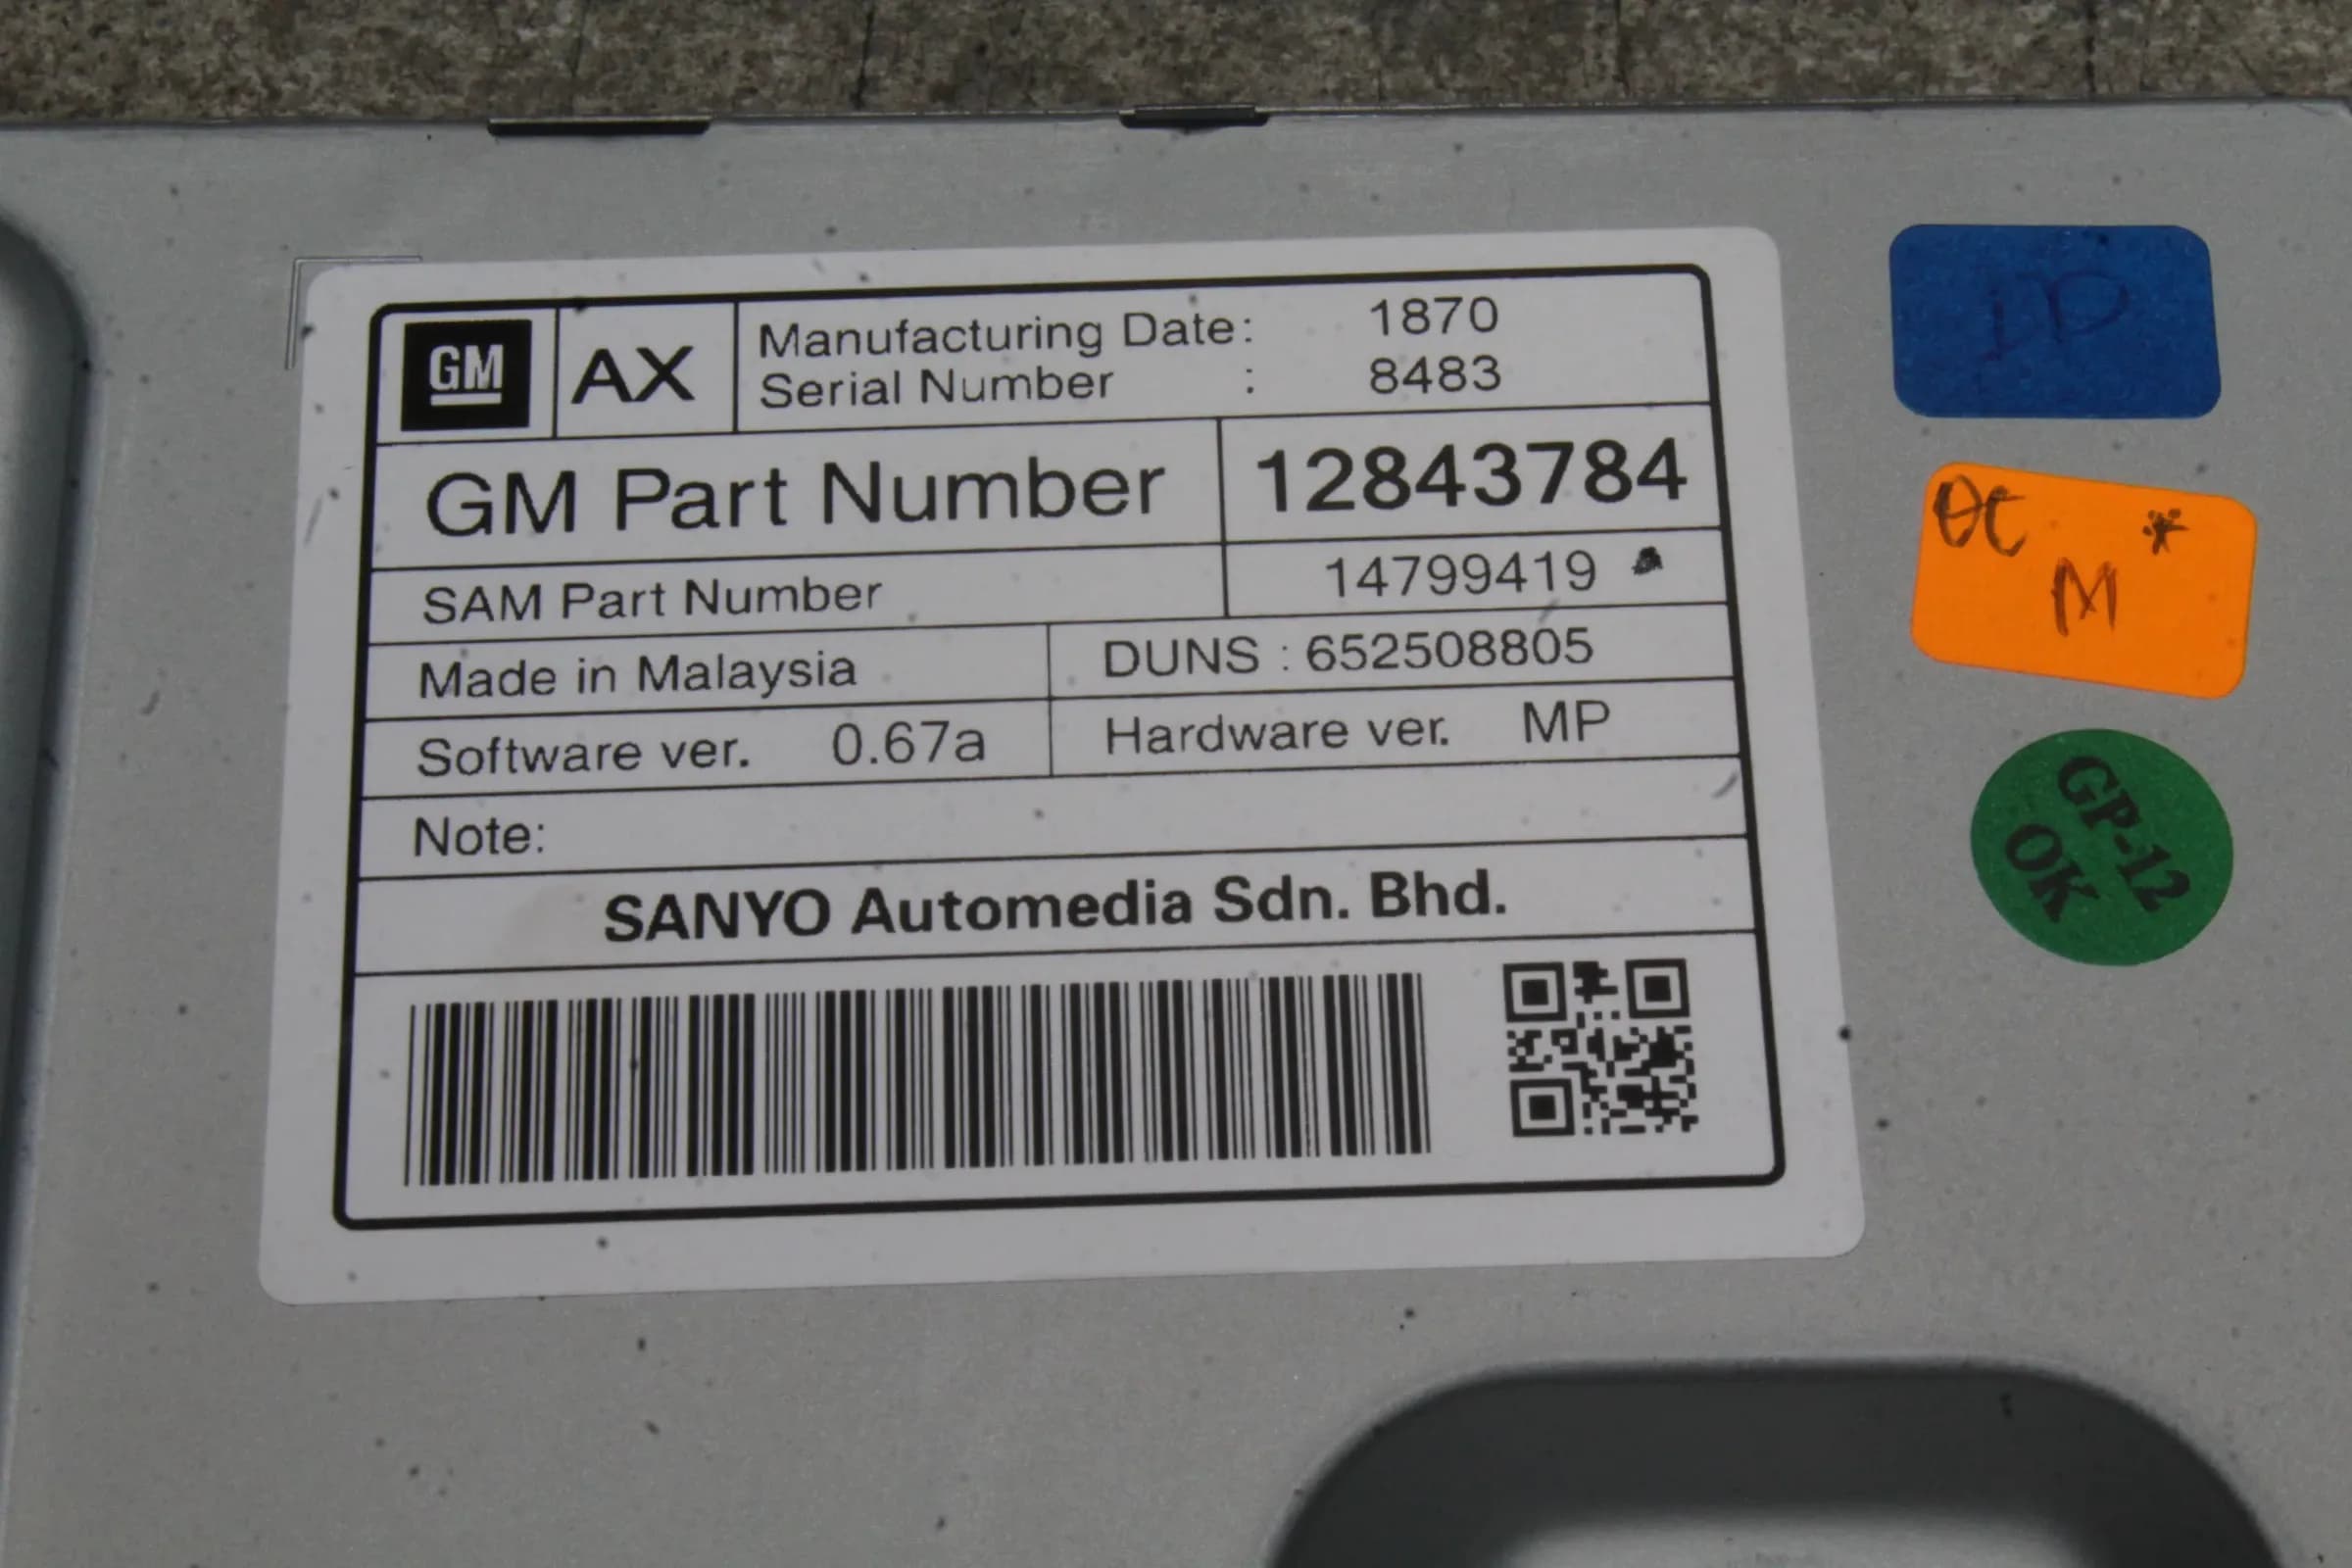 GM
AX
Manufacturing Date: 1870
Serial Number : 8483
GM Part Number 12843784
SAM Part Number 14799419
Made in Malaysia DUNS : 652508805
Software ver. 0.67a Hardware ver. MP
Note:
SANYO Automedia Sdn. Bhd.
M *
GP-12
OK